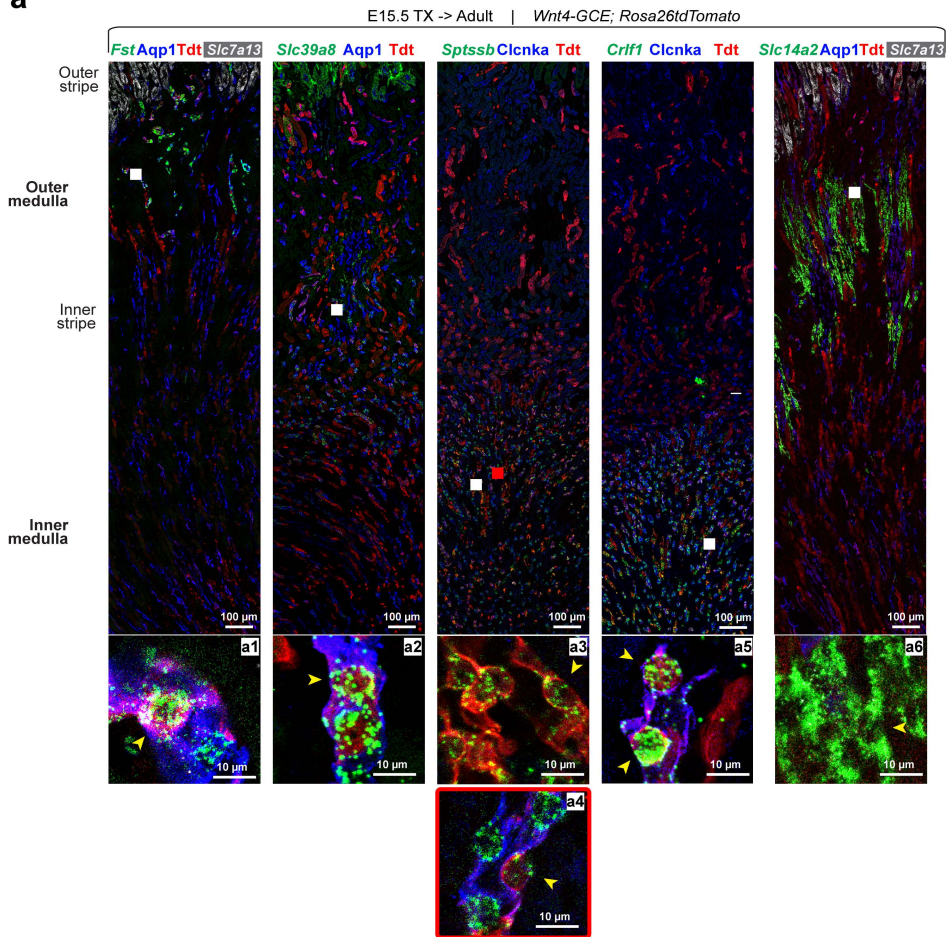 a
E15.5 TX -> Adult | Wnt4-GCE; Rosa26tdTomato
Fst Aqp1 Tdt Slc7a13
Slc39a8 Aqp1 Tdt
Sptssb Clcnka Tdt
Crlf1 Clcnka Tdt
Slc14a2 Aqp1 Tdt Slc7a13
Outer
stripe
Outer
medulla
Inner
stripe
Inner
medulla
100 µm
100 µm
100 µm
100 µm
100 µm
a1
10 µm
a2
10 µm
a3
10 µm
a5
10 µm
a6
10 µm
a4
10 µm